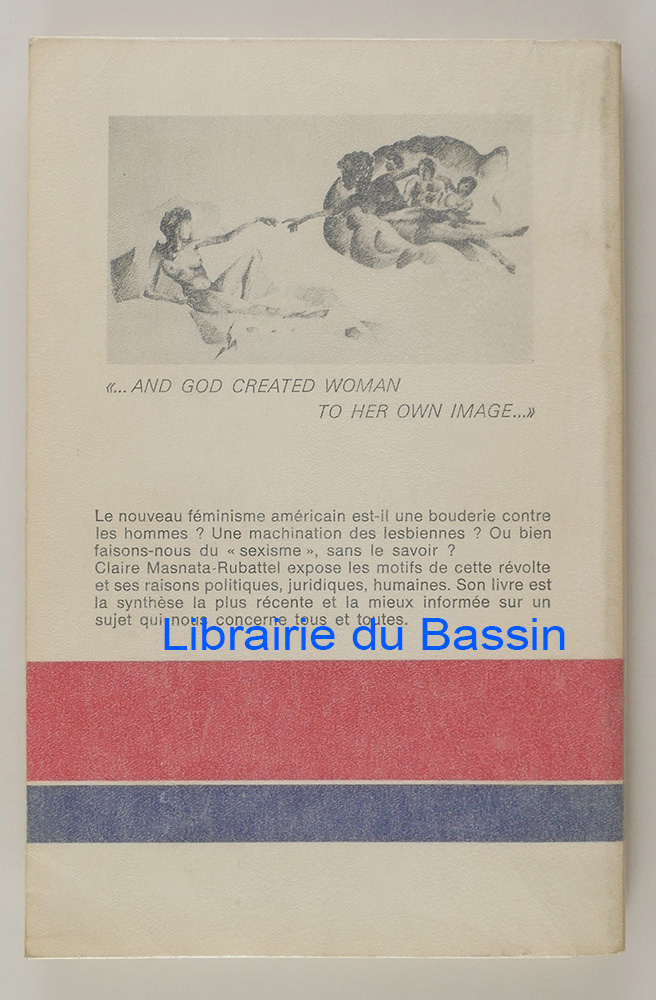 «... AND GOD CREATED WOMAN
TO HER OWN IMAGE...»
Le nouveau féminisme américain est-il une bouderie contre
les hommes ? Une machination des lesbiennes ? Ou bien
faisons-nous du « sexisme », sans le savoir ?
Claire Masnata-Rubattel expose les motifs de cette révolte
et ses raisons politiques, juridiques, humaines. Son livre est
la synthèse la plus récente et la mieux informée sur un
sujet qui nous concerne tous et toutes.
Librairie du Bassin